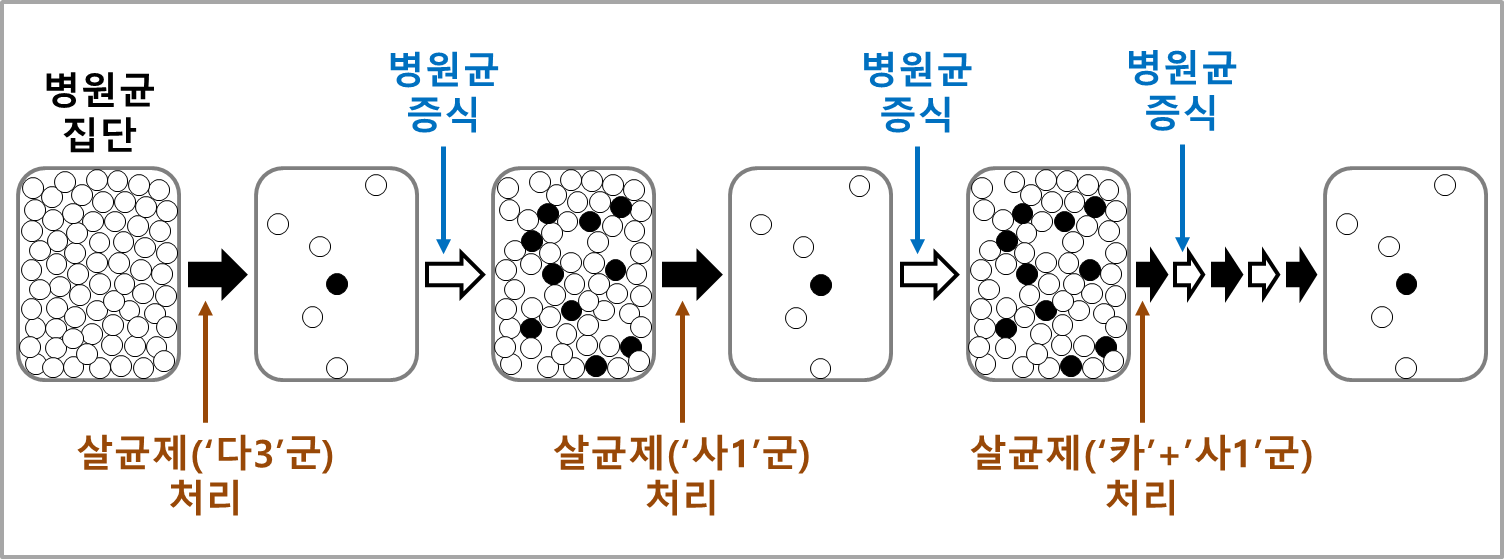 병원균
집단
병원균
증식
병원균
증식
병원균
증식
살균제(‘다3’군)
처리
살균제(‘사1’군)
처리
살균제(‘카’+’사1’군)
처리